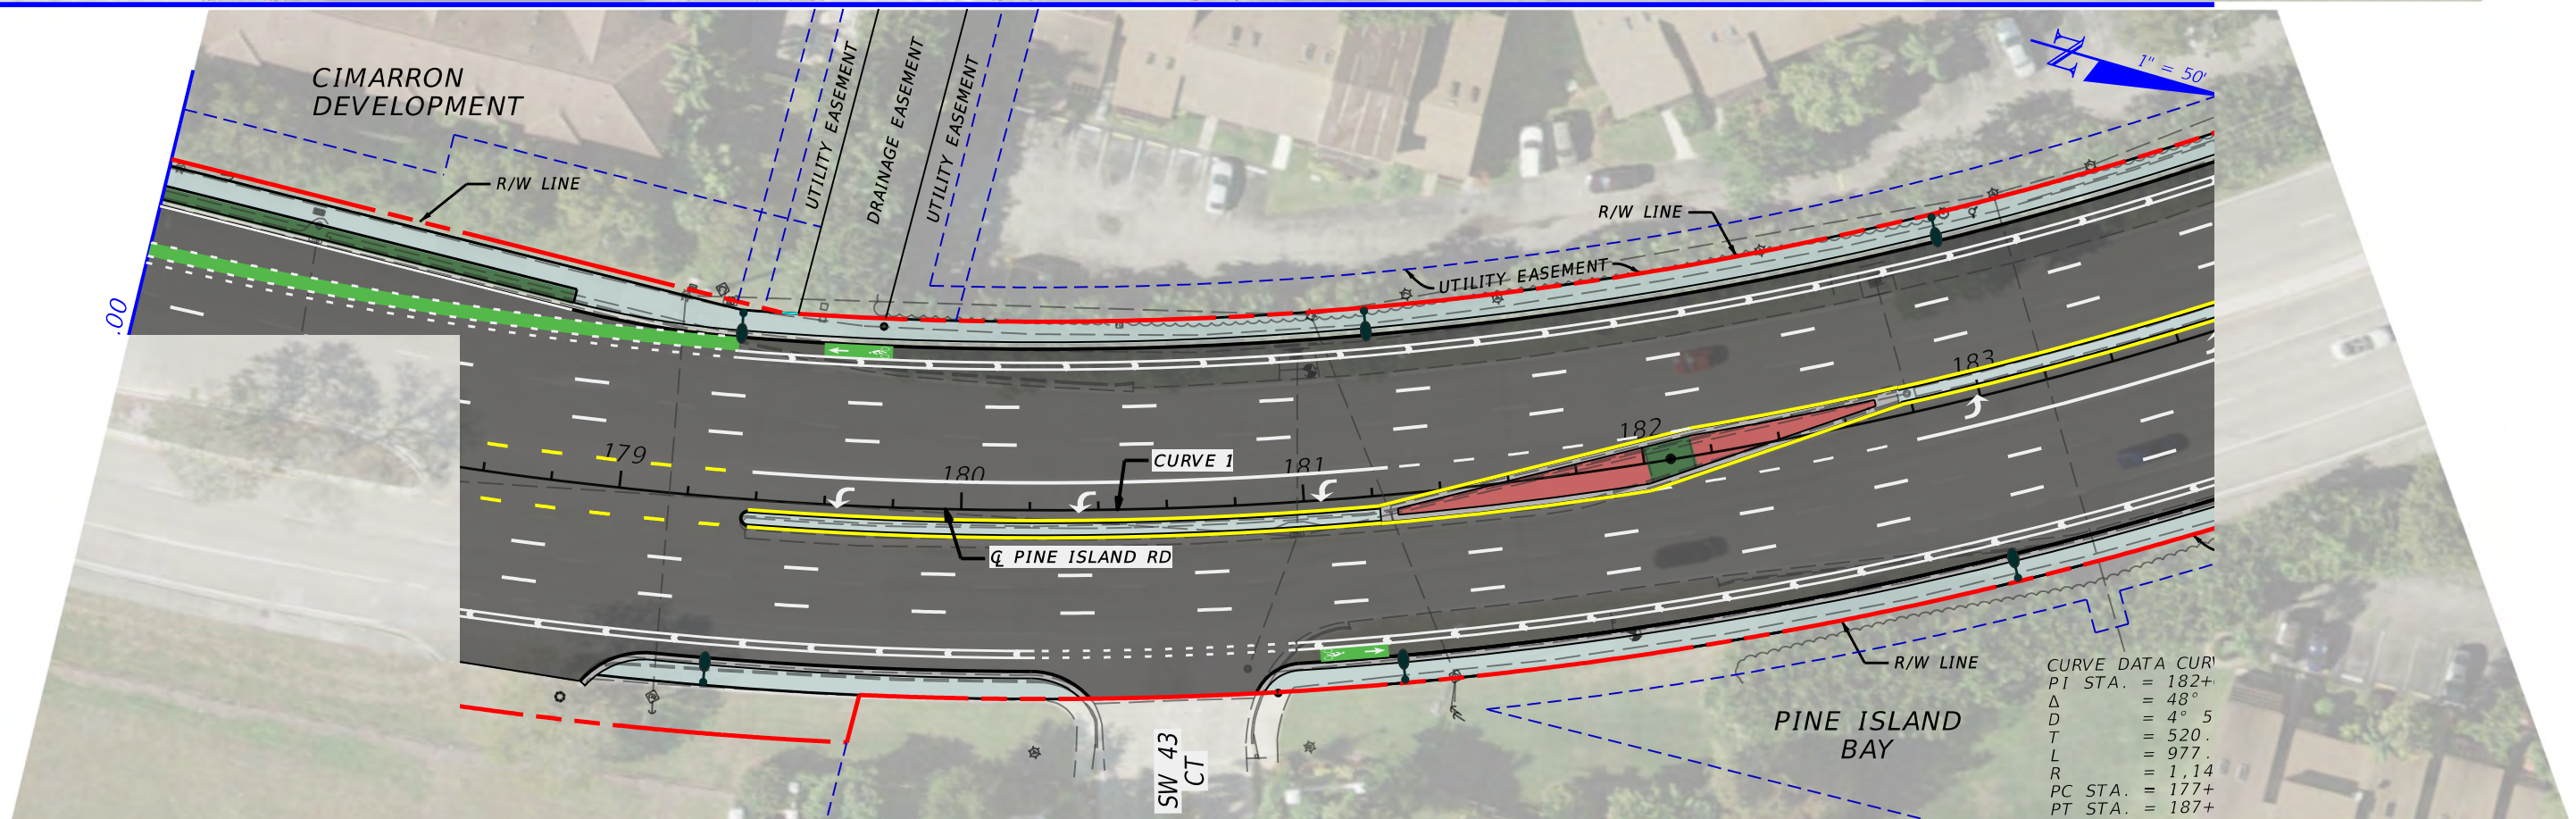 CIMARRON
DEVELOPMENT
R/W LINE
UTILITY EASEMENT
DRAINAGE EASEMENT
UTILITY EASEMENT
N
1" = 50'
R/W LINE
UTILITY EASEMENT
.00
179
180
181
182
183
CURVE 1
℄ PINE ISLAND RD
SW 43
CT
R/W LINE
PINE ISLAND
BAY
CURVE DATA CUR
PI STA. = 182+
Δ = 48°
D = 4° 5
T = 520.
L = 977.
R = 1,14
PC STA. = 177+
PT STA. = 187+